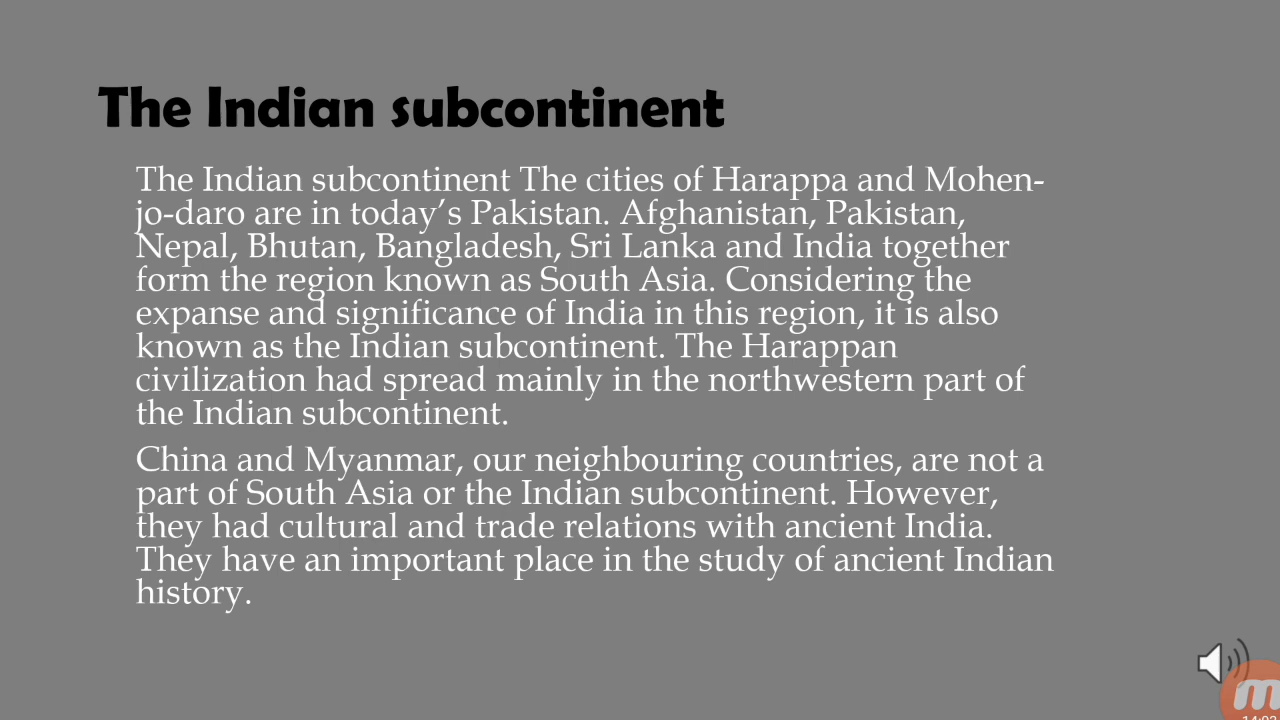 The Indian subcontinent
The Indian subcontinent The cities of Harappa and Mohen-
jo-daro are in today’s Pakistan. Afghanistan, Pakistan,
Nepal, Bhutan, Bangladesh, Sri Lanka and India together
form the region known as South Asia. Considering the
expanse and significance of India in this region, it is also
known as the Indian subcontinent. The Harappan
civilization had spread mainly in the northwestern part of
the Indian subcontinent.
China and Myanmar, our neighbouring countries, are not a
part of South Asia or the Indian subcontinent. However,
they had cultural and trade relations with ancient India.
They have an important place in the study of ancient Indian
history.
m